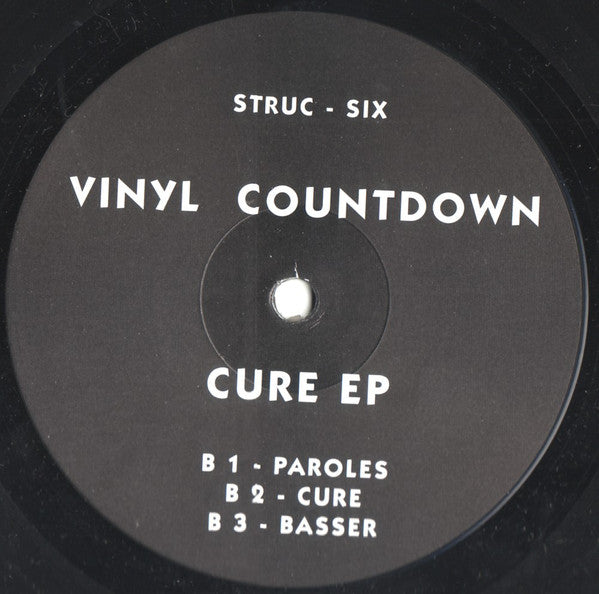 STRUC - SIX
VINYL COUNTDOWN
CURE EP
B 1 - PAROLES
B 2 - CURE
B 3 - BASSER